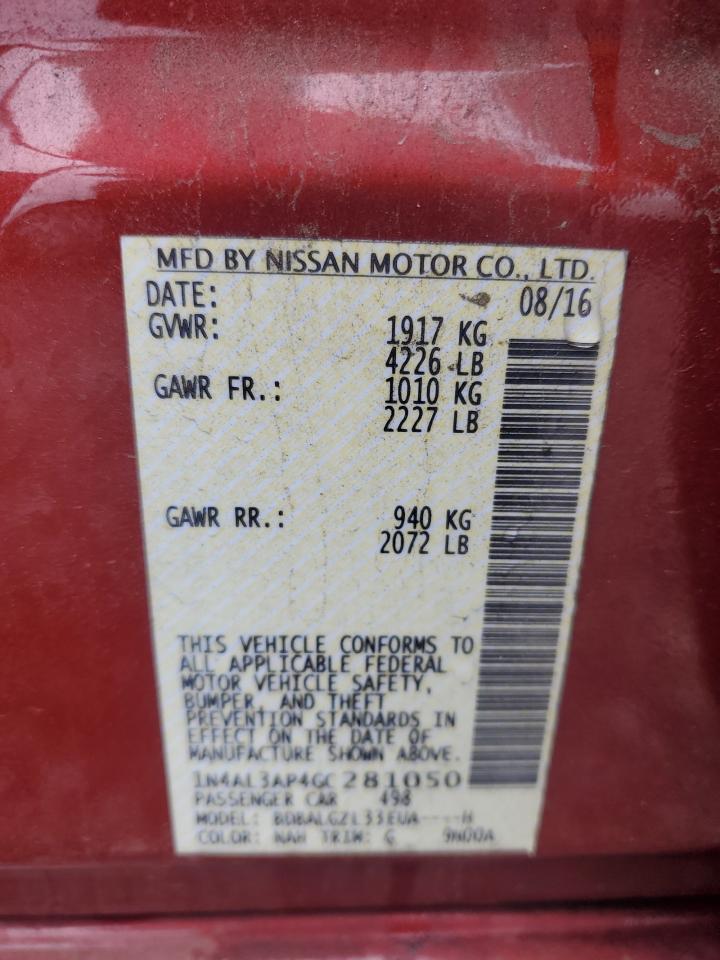 MFD BY NISSAN MOTOR CO., LTD.
DATE: 08/16
GVWR: 1917 KG
4226 LB
GAWR FR.: 1010 KG
2227 LB
GAWR RR.: 940 KG
2072 LB
THIS VEHICLE CONFORMS TO
ALL APPLICABLE FEDERAL
MOTOR VEHICLE SAFETY,
BUMPER, AND THEFT
PREVENTION STANDARDS IN
EFFECT ON THE DATE OF
MANUFACTURE SHOWN ABOVE.
1N4AL3AP4GC281050
PASSENGER CAR 498
MODEL: BDBALGZL33EUA----H
COLOR: NAH TRIM: G 9N00A